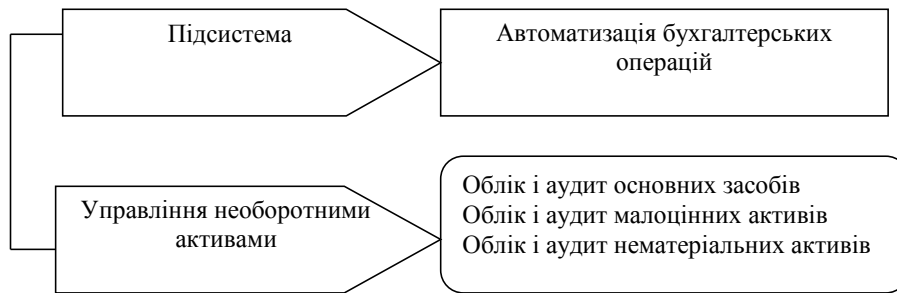 Підсистема
Автоматизація бухгалтерських
операцій
Управління необоротними
активами
Облік і аудит основних засобів
Облік і аудит малоцінних активів
Облік і аудит нематеріальних активів